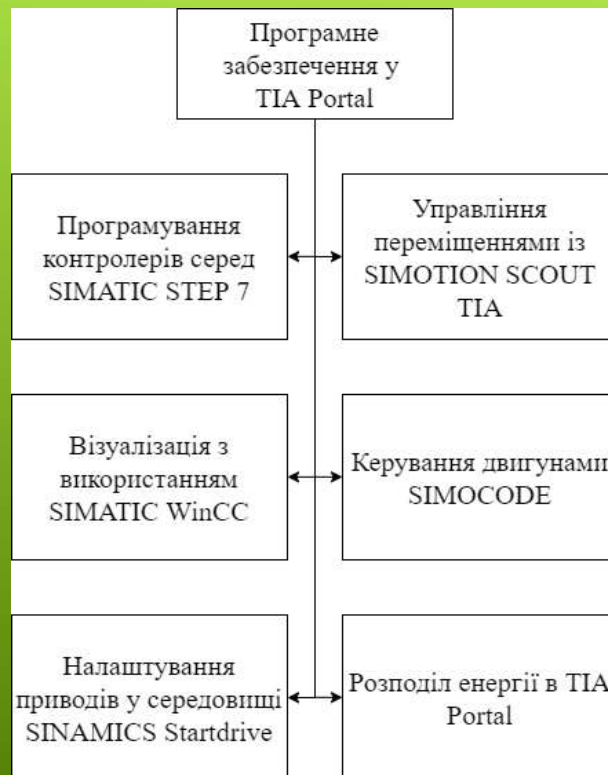 Програмне
забезпечення у
TIA Portal
Програмування
контролерів серед
SIMATIC STEP 7
Управління
переміщеннями із
SIMOTION SCOUT
TIA
Візуалізація з
використанням
SIMATIC WinCC
Керування двигунами
SIMOCODE
Налаштування
приводів у середовищі
SINAMICS Startdrive
Розподіл енергії в TIA
Portal